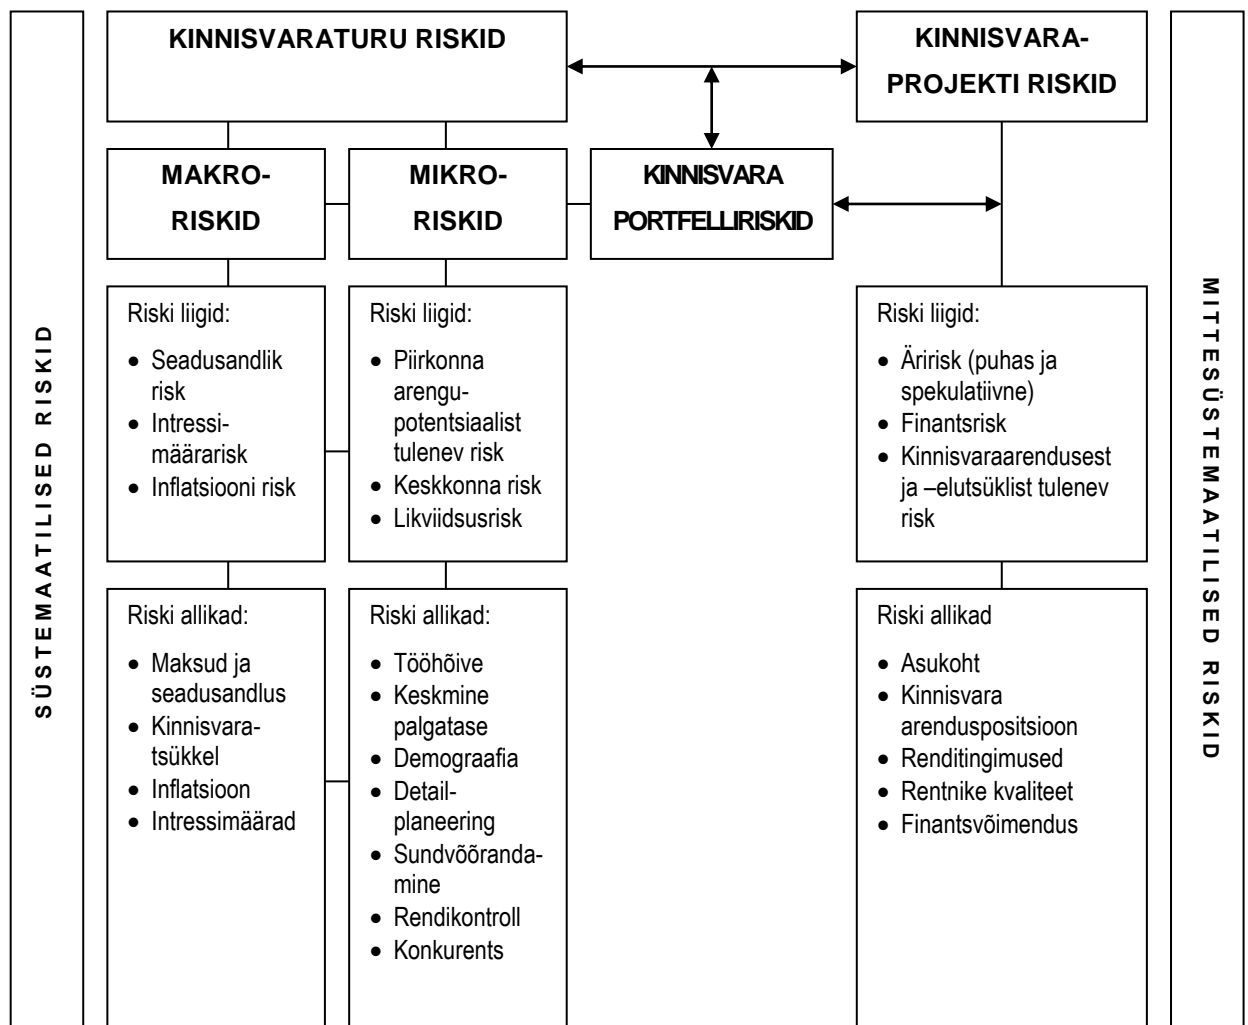 SÜSTEMAATILISED RISKID
KINNISVARATURU RISKID
KINNISVARA-
PROJEKTI RISKID
MAKRO-
RISKID
MIKRO-
RISKID
KINNISVARA
PORTFELLIRISKID
Riski liigid:
• Seadusandlik
risk
• Intressi-
määrarisk
• Inflatsiooni risk
Riski liigid:
• Piirkonna
arengu-
potentsiaalist
tulenev risk
• Keskkonna risk
• Likviidsusrisk
Riski liigid:
• Äririsk (puhas ja
spekulatiivne)
• Finantsrisk
• Kinnisvaraarendusest
ja –elutsüklist tulenev
risk
Riski allikad:
• Maksud ja
seadusandlus
• Kinnisvara-
tsükkel
• Inflatsioon
• Intressimäärad
Riski allikad:
• Tööhõive
• Keskmine
palgatase
• Demograafia
• Detail-
planeering
• Sundvõõranda-
mine
• Rendikontroll
• Konkurents
Riski allikad
• Asukoht
• Kinnisvara
arenduspositsioon
• Renditingimused
• Rentnike kvaliteet
• Finantsvõimendus
MITTESÜSTEMAATILISED RISKID